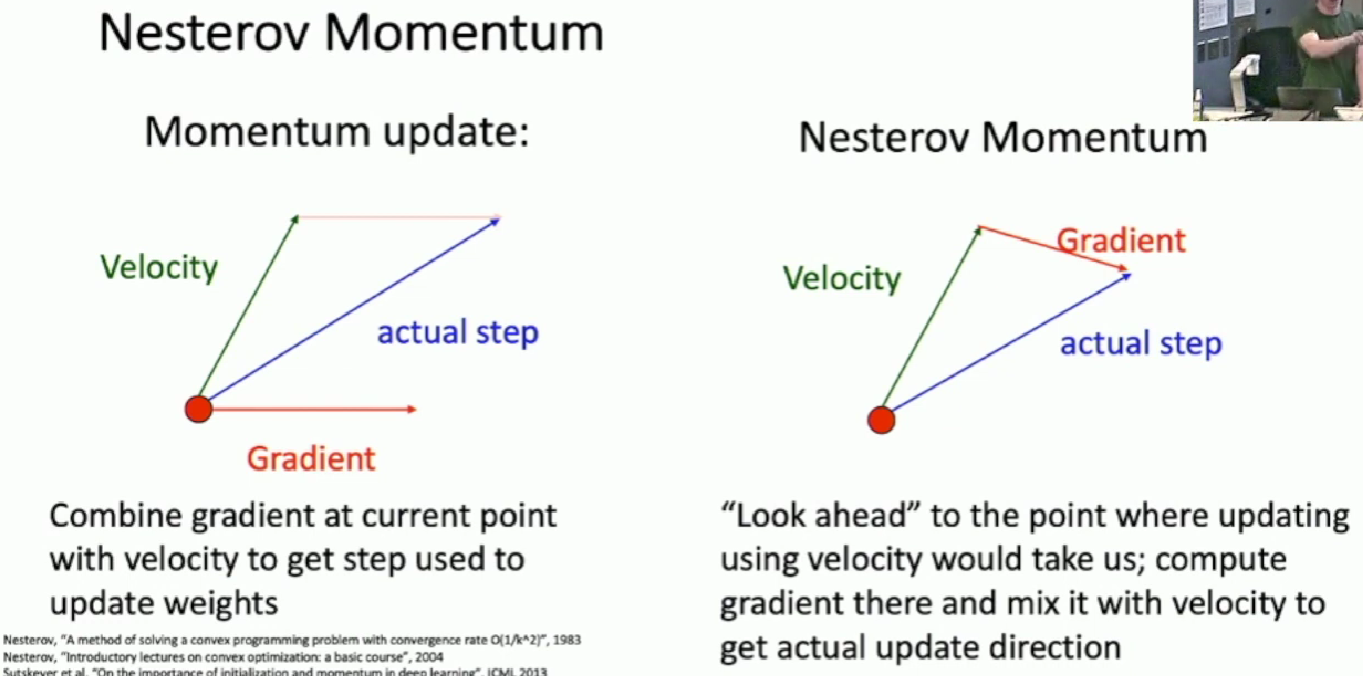 Nesterov Momentum
Momentum update:
Velocity
actual step
Gradient
Combine gradient at current point
with velocity to get step used to
update weights
Nesterov Momentum
Gradient
Velocity
actual step
“Look ahead” to the point where updating
using velocity would take us; compute
gradient there and mix it with velocity to
get actual update direction
Nesterov, “A method of solving a convex programming problem with convergence rate O(1/k^2)”, 1983
Nesterov, “Introductory lectures on convex optimization: a basic course”, 2004
Sutskever et al, “On the importance of initialization and momentum in deep learning”, ICML 2013